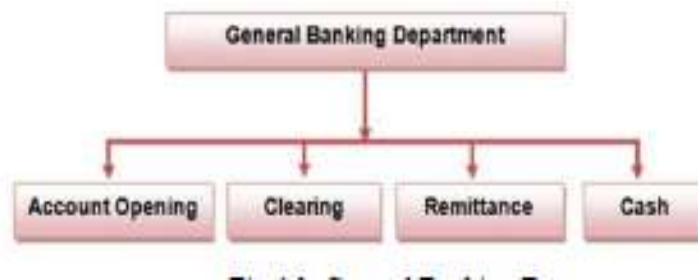 General Banking Department
Account Opening
Clearing
Remittance
Cash